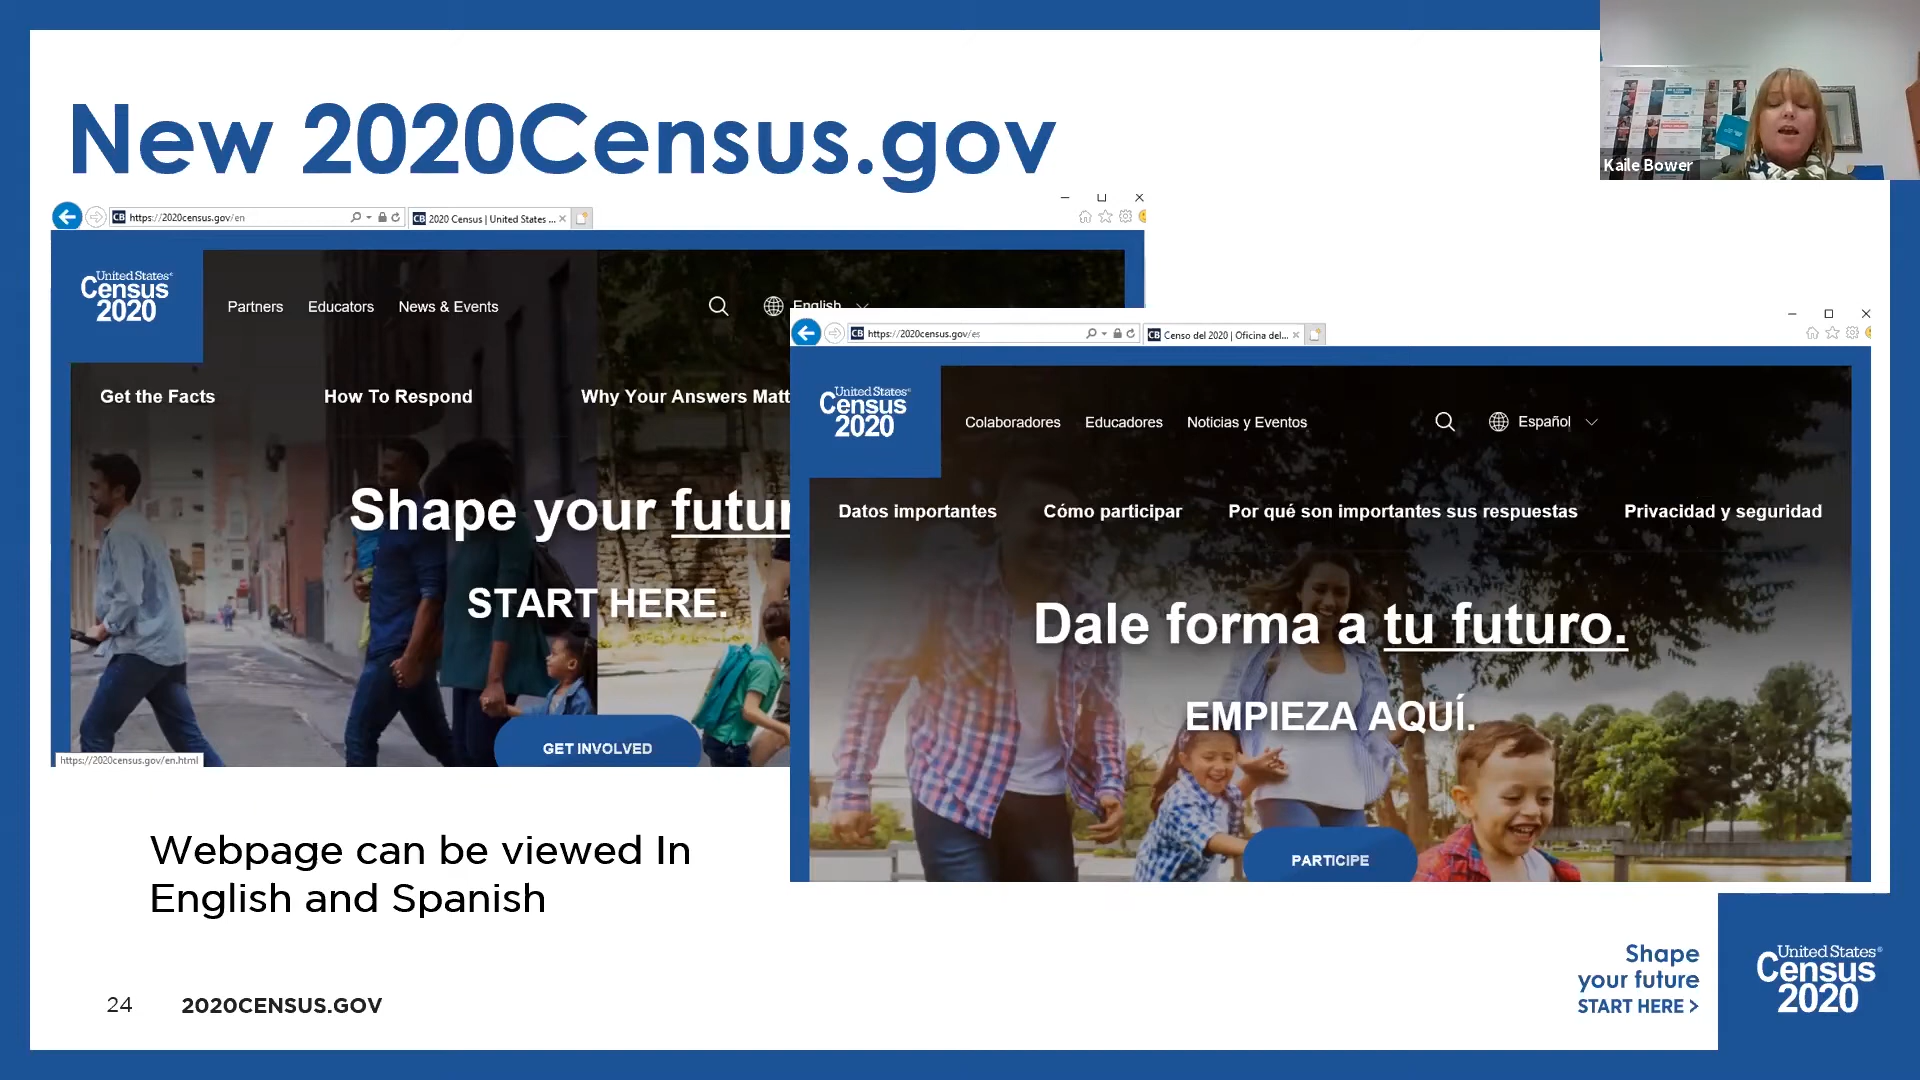 New 2020Census.gov
Kaile Bower
https://2020census.gov/en
2020 Census | United States ...
United States®
Census
2020
Partners
Educators
News & Events
English
Get the Facts
How To Respond
Why Your Answers Matt
Shape your futur
START HERE.
GET INVOLVED
https://2020census.gov/en.html
https://2020census.gov/es
Censo del 2020 | Oficina del...
United States®
Census
2020
Colaboradores
Educadores
Noticias y Eventos
Español
Datos importantes
Cómo participar
Por qué son importantes sus respuestas
Privacidad y seguridad
Dale forma a tu futuro.
EMPIEZA AQUÍ.
PARTICIPE
Webpage can be viewed In
English and Spanish
24
2020CENSUS.GOV
Shape
your future
START HERE >
United States®
Census
2020